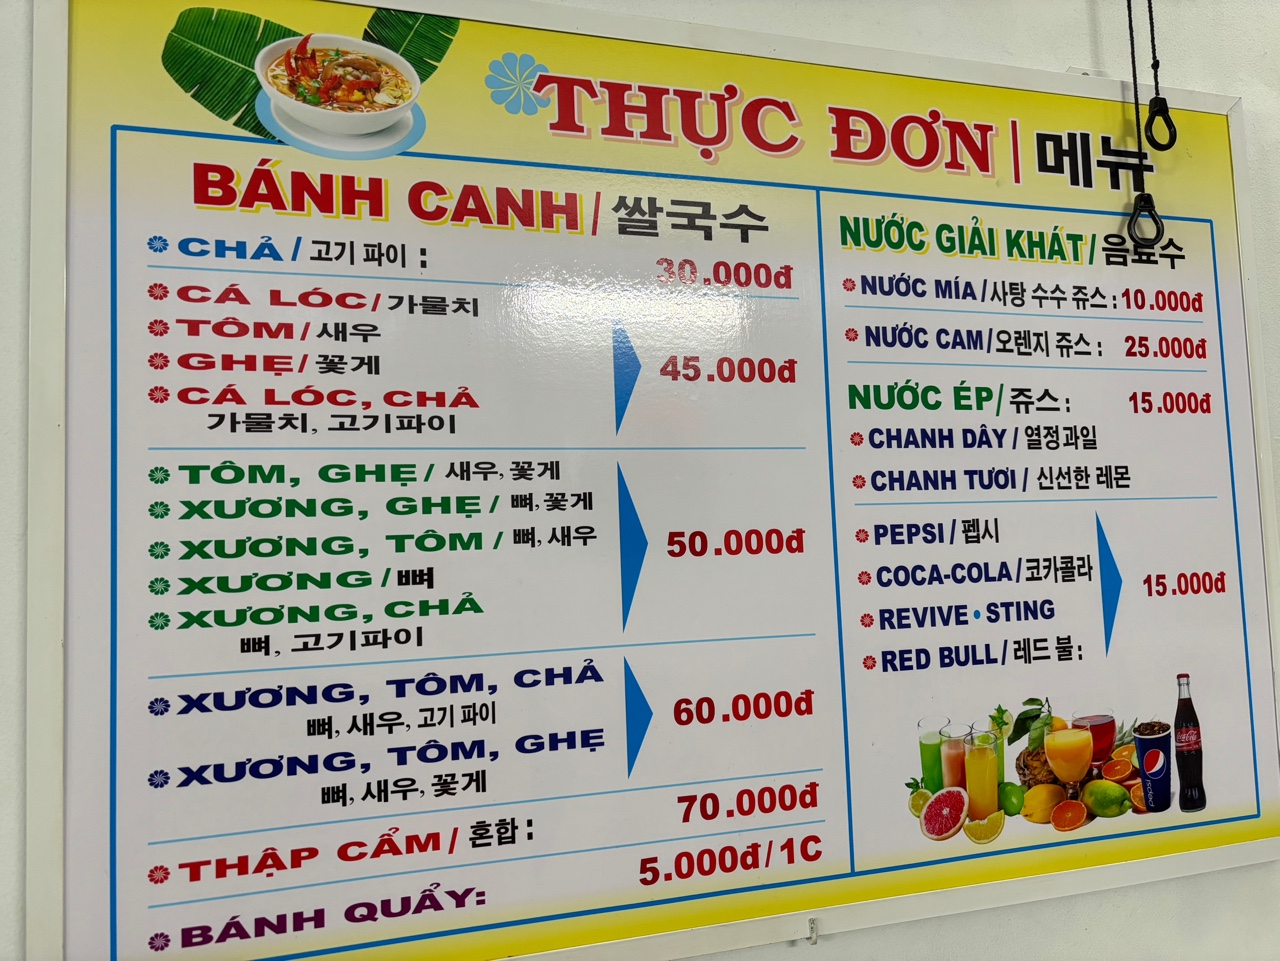 THỰC ĐƠN | 메뉴
BÁNH CANH/쌀국수
CHẢ / 고기 파이 : 30.000đ
CÁ LÓC/가물치
TÔM/새우
GHẸ/꽃게
CÁ LÓC, CHẢ
가물치, 고기파이
45.000đ
TÔM, GHẸ / 새우, 꽃게
XƯƠNG, GHẸ / 뼈, 꽃게
XƯƠNG, TÔM / 뼈, 새우
XƯƠNG/뼈
XƯƠNG, CHẢ
뼈, 고기파이
50.000đ
XƯƠNG, TÔM, CHẢ
뼈, 새우, 고기 파이
XƯƠNG, TÔM, GHẸ
뼈, 새우, 꽃게
60.000đ
THẬP CẨM / 혼합 : 70.000đ
BÁNH QUẨY: 5.000đ/1C
NƯỚC GIẢI KHÁT/음료수
NƯỚC MÍA/사탕 수수 쥬스 : 10.000đ
NƯỚC CAM/오렌지 쥬스 : 25.000đ
NƯỚC ÉP/쥬스 : 15.000đ
CHANH DÂY / 열정과일
CHANH TƯƠI / 신선한 레몬
PEPSI/펩시
COCA-COLA/코카콜라
REVIVE • STING
RED BULL/레드 불 :
15.000đ
pepsi
Coca-Cola